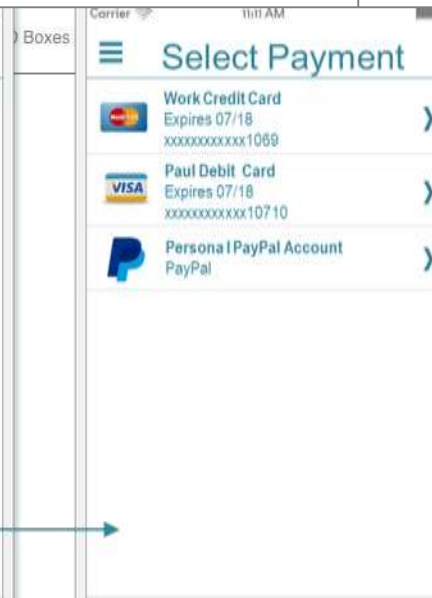 Carrier 11:11 AM
Boxes
Select Payment
Work Credit Card
Expires 07/18
xxxxxxxxxxxx1069
VISA
Paul Debit Card
Expires 07/18
xxxxxxxxxxxx10710
Personal PayPal Account
PayPal